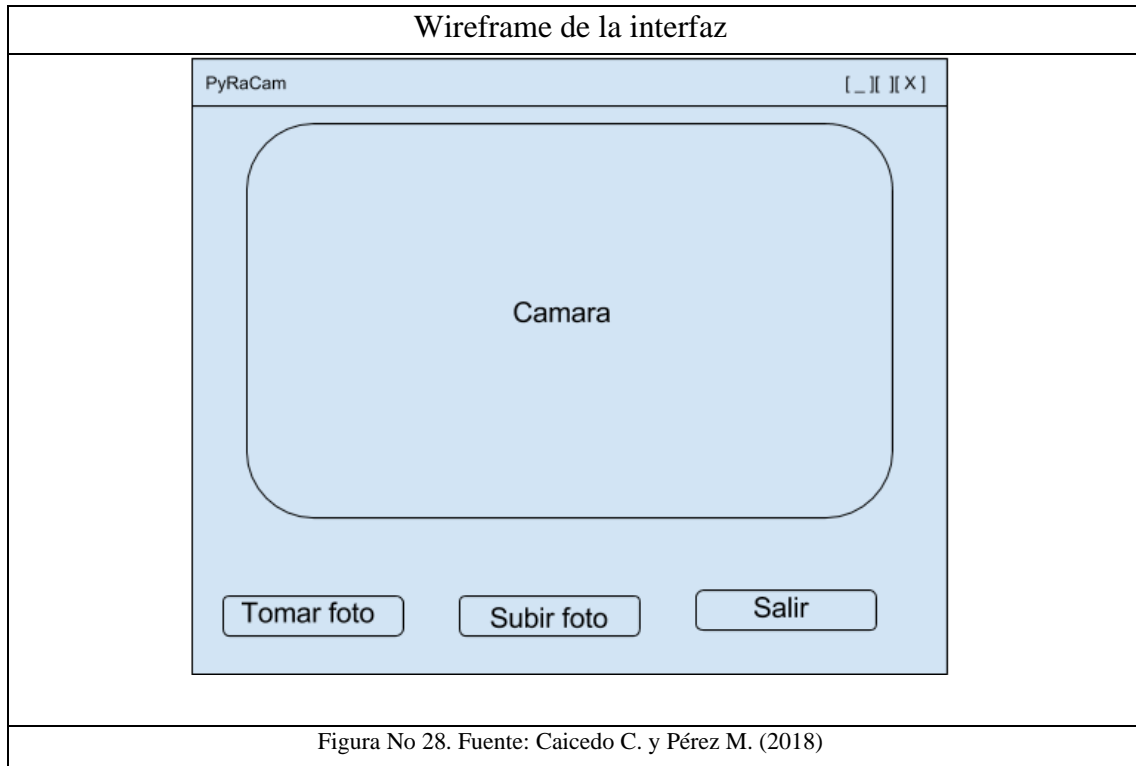 Wireframe de la interfaz
PyRaCam [ _ ][ ][ X ]
Camara
Tomar foto Subir foto Salir
Figura No 28. Fuente: Caicedo C. y Pérez M. (2018)